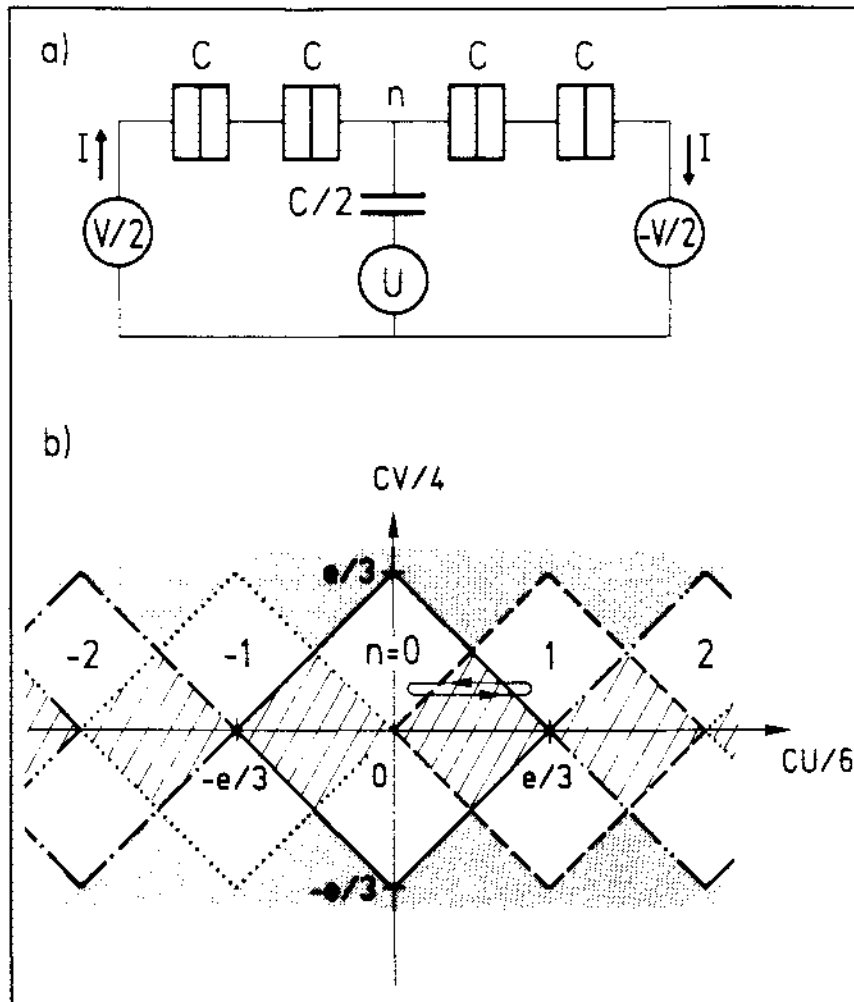 a)
C C C C
n
I I
C/2
V/2 -V/2
U
b)
CV/4
e/3
-2 -1 n=0 1 2
-e/3 0 e/3
CU/6
-e/3